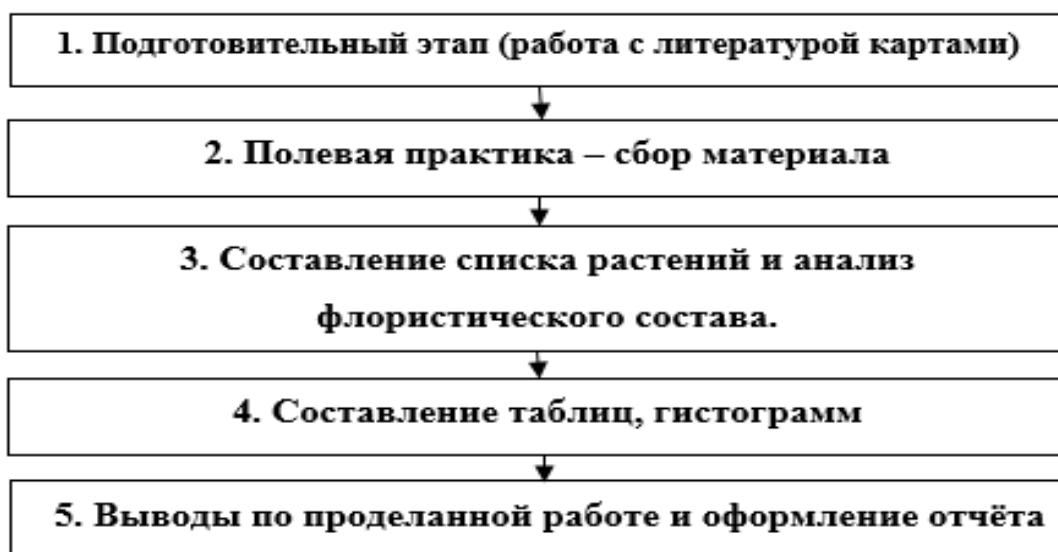 1. Подготовительный этап (работа с литературой картами)
2. Полевая практика – сбор материала
3. Составление списка растений и анализ
флористического состава.
4. Составление таблиц, гистограмм
5. Выводы по проделанной работе и оформление отчёта